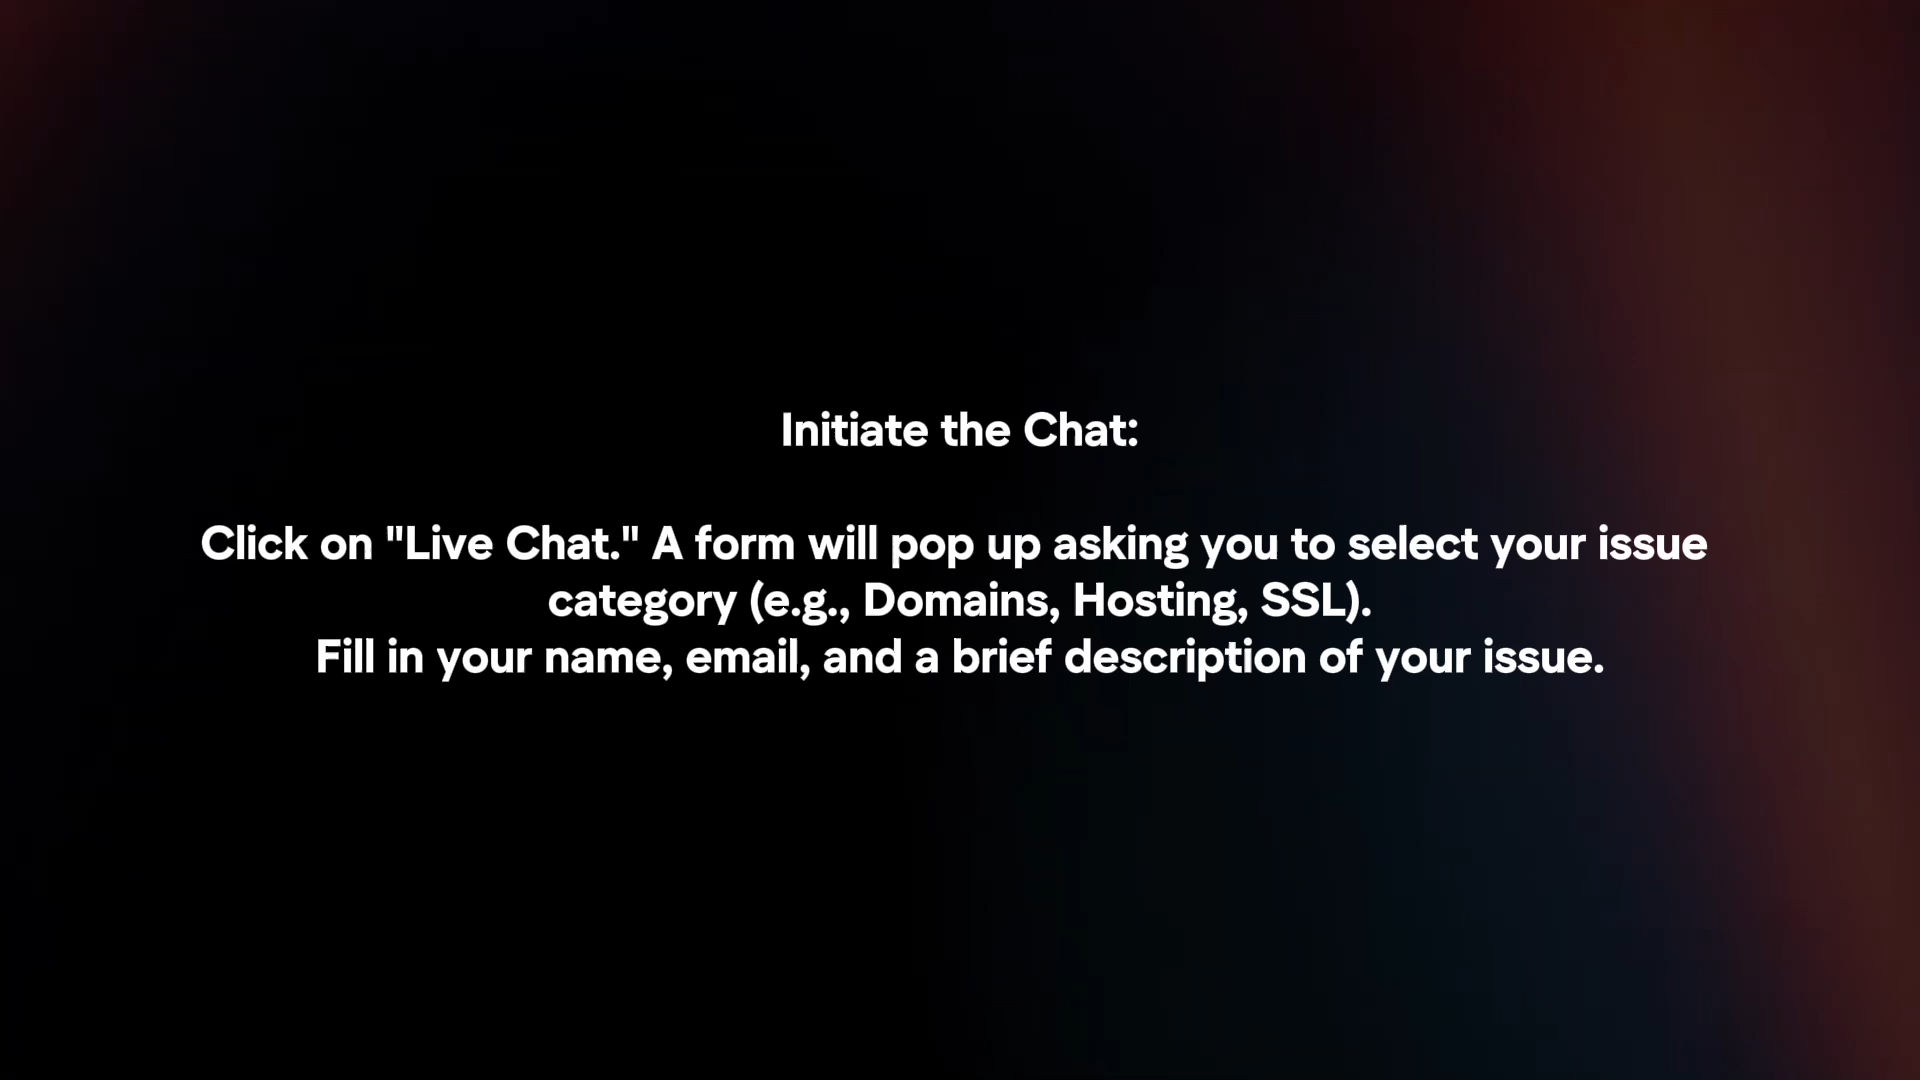 Initiate the Chat:
Click on "Live Chat." A form will pop up asking you to select your issue
category (e.g., Domains, Hosting, SSL).
Fill in your name, email, and a brief description of your issue.